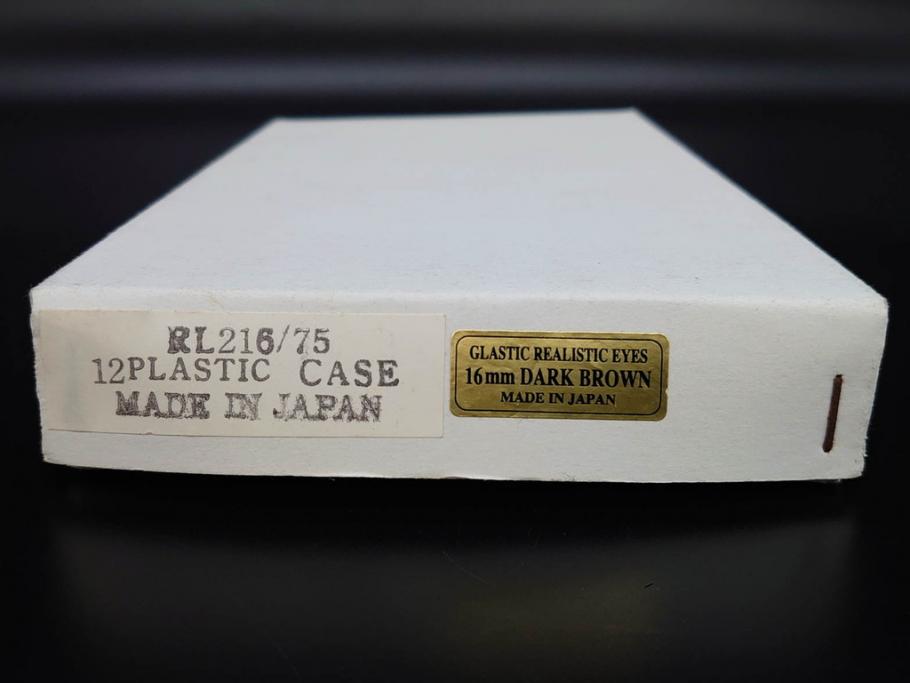 RL216/75
12PLASTIC CASE
MADE IN JAPAN
GLASTIC REALISTIC EYES
16mm DARK BROWN
MADE IN JAPAN